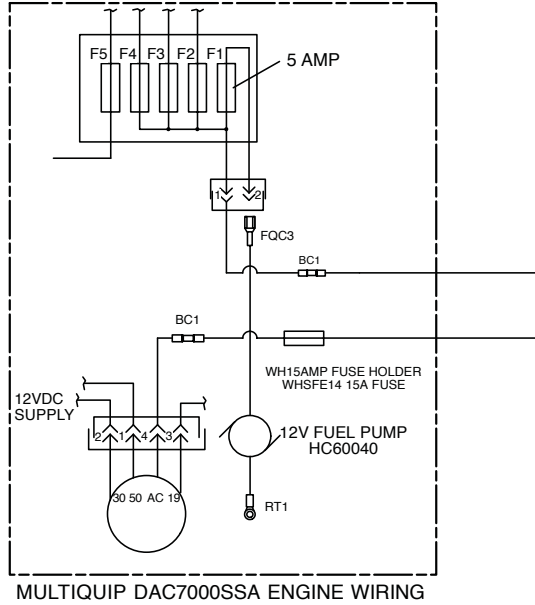 F5 F4 F3 F2 F1
5 AMP
1 2
FQC3
BC1
BC1
WH15AMP FUSE HOLDER
WHSFE14 15A FUSE
12VDC
SUPPLY
2 1 4 3
12V FUEL PUMP
HC60040
30 50 AC 19
RT1
MULTIQUIP DAC7000SSA ENGINE WIRING